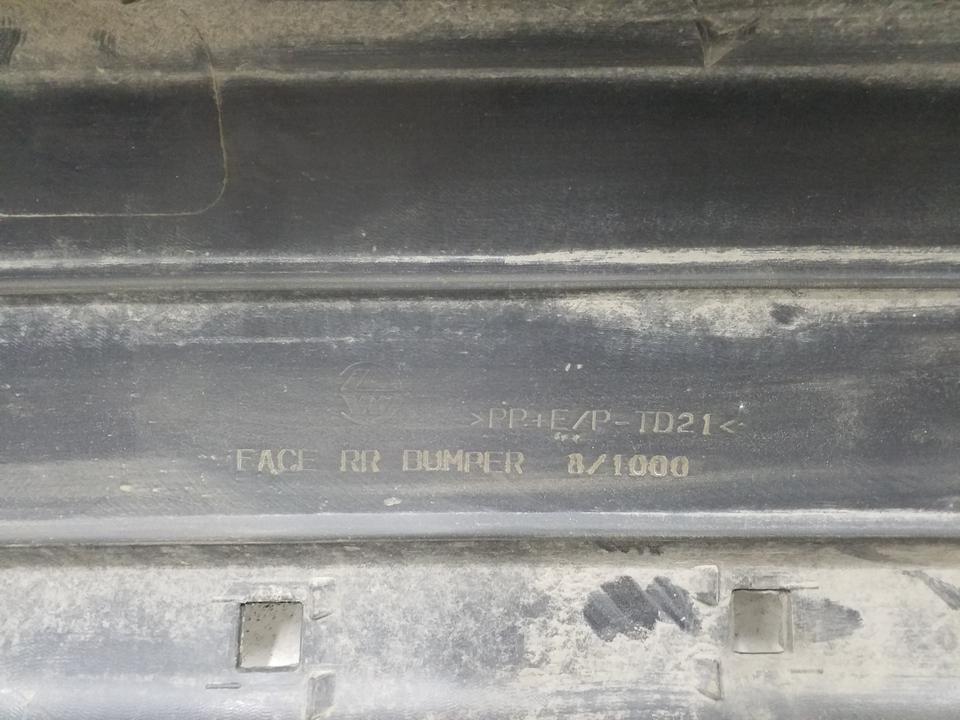 >PP+E/P-TD21<
FACE RR BUMPER 8/1000